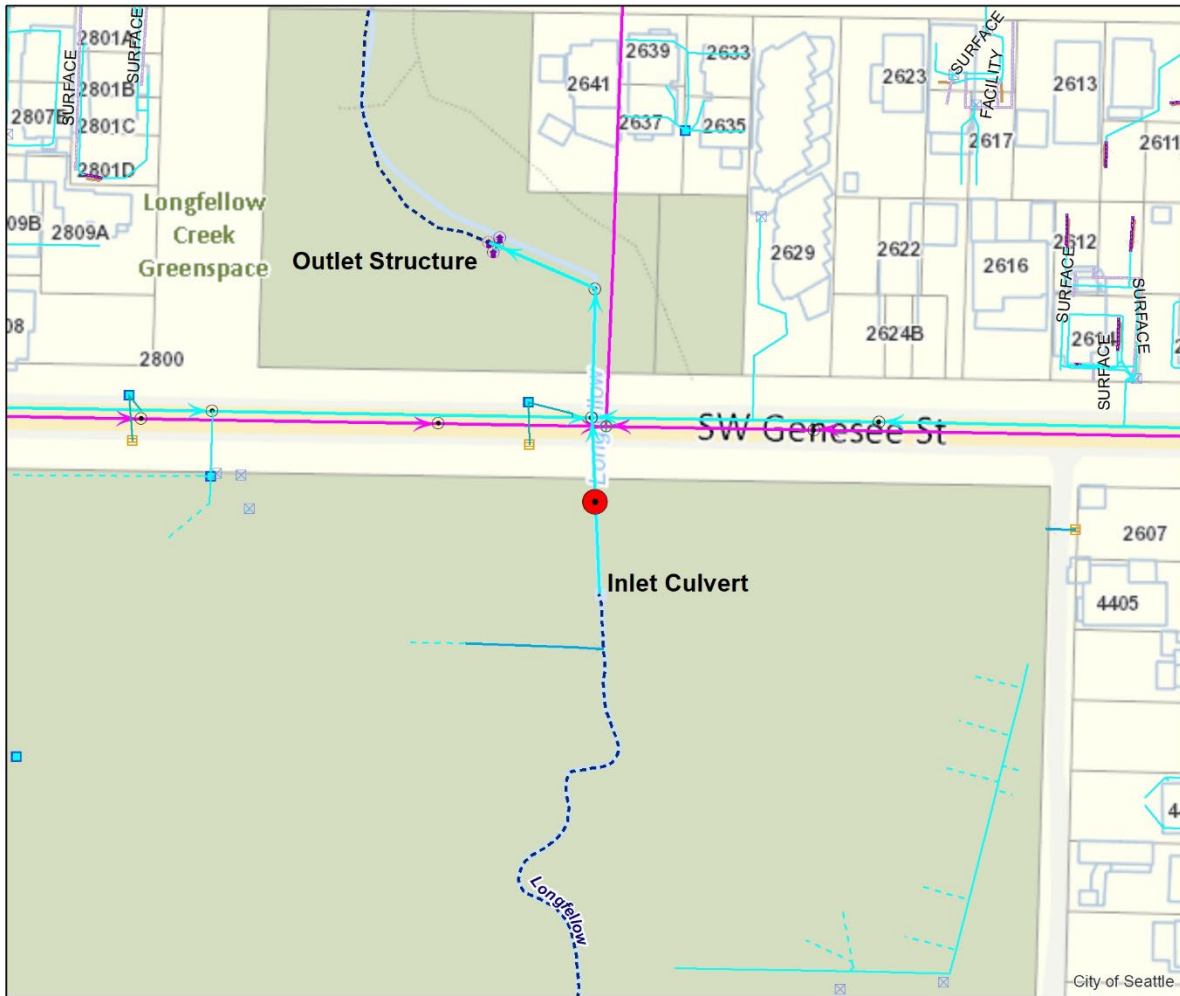 2801A
2801B
2801C
2801D
2807B
SURFACE
SURFACE
2809A
09B
08
2800
Longfellow
Creek
Greenspace
Outlet Structure
2641
2639
2633
2637
2635
2629
2623
SURFACE
FACILITY
2617
2613
2611
2622
2624B
2616
2612
SURFACE
SURFACE
SURFACE
SW Genesee St
Longfellow
Inlet Culvert
2607
4405
Longfellow
City of Seattle